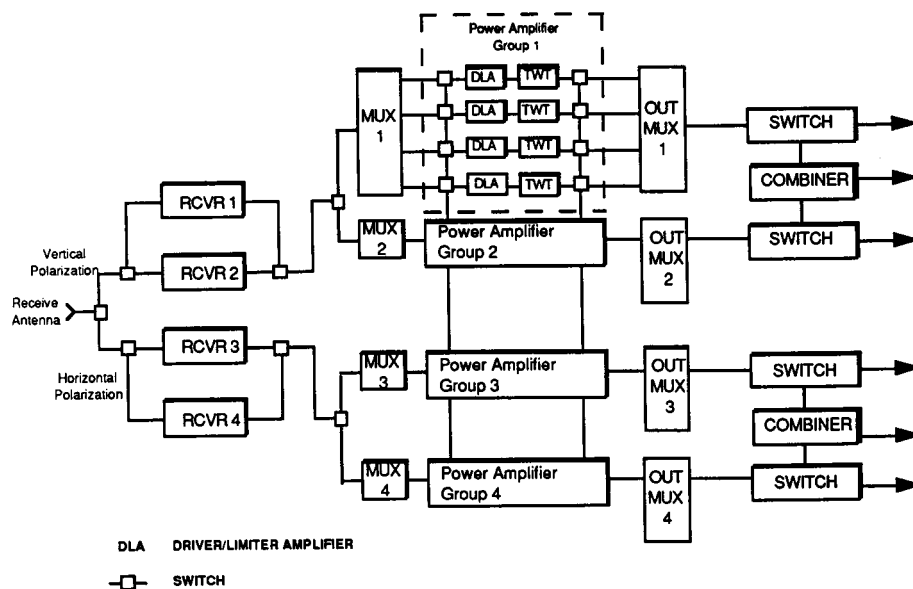 Power Amplifier
Group 1
MUX
1
DLA TWT
DLA TWT
DLA TWT
DLA TWT
OUT
MUX
1
SWITCH
COMBINER
SWITCH
RCVR 1
RCVR 2
Vertical
Polarization
MUX
2
Power Amplifier
Group 2
OUT
MUX
2
Receive
Antenna
RCVR 3
RCVR 4
Horizontal
Polarization
MUX
3
Power Amplifier
Group 3
OUT
MUX
3
SWITCH
COMBINER
SWITCH
MUX
4
Power Amplifier
Group 4
OUT
MUX
4
DLA DRIVER/LIMITER AMPLIFIER
SWITCH